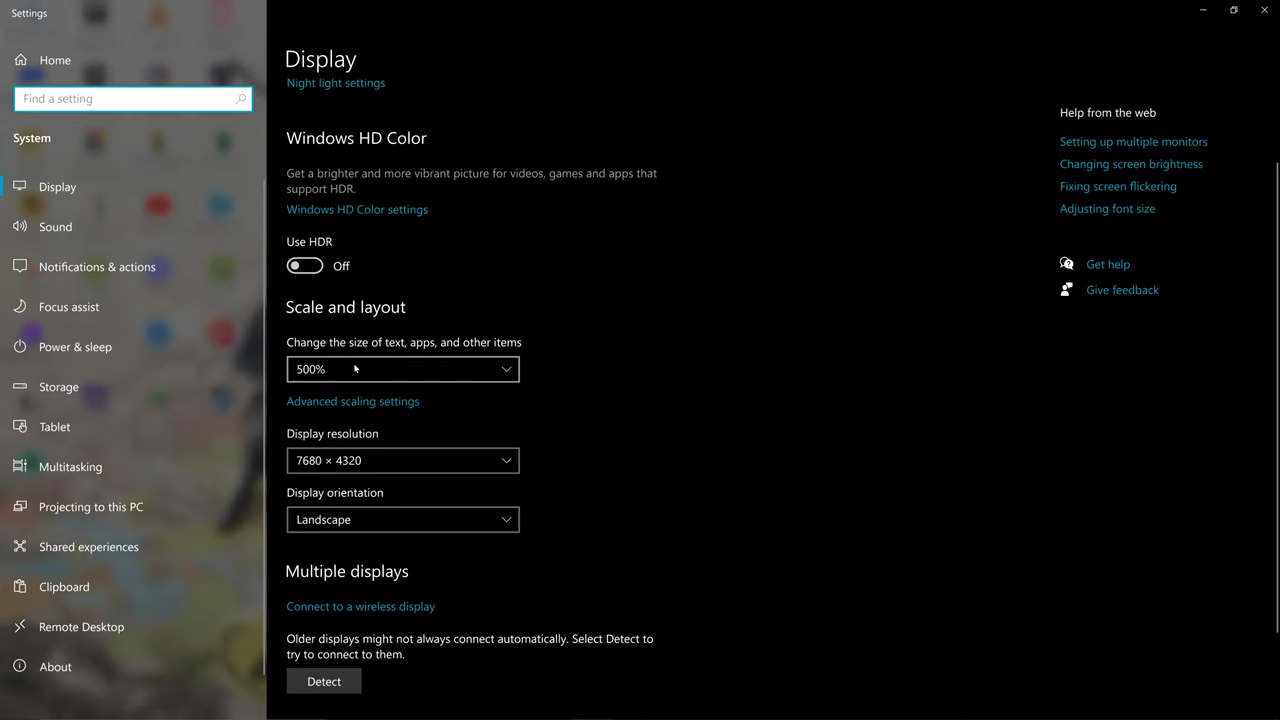 Settings
Home
Find a setting
System
Display
Sound
Notifications & actions
Focus assist
Power & sleep
Storage
Tablet
Multitasking
Projecting to this PC
Shared experiences
Clipboard
Remote Desktop
About
Display
Night light settings
Windows HD Color
Get a brighter and more vibrant picture for videos, games and apps that
support HDR.
Windows HD Color settings
Use HDR
Off
Scale and layout
Change the size of text, apps, and other items
500%
Advanced scaling settings
Display resolution
7680 × 4320
Display orientation
Landscape
Multiple displays
Connect to a wireless display
Older displays might not always connect automatically. Select Detect to
try to connect to them.
Detect
Help from the web
Setting up multiple monitors
Changing screen brightness
Fixing screen flickering
Adjusting font size
Get help
Give feedback